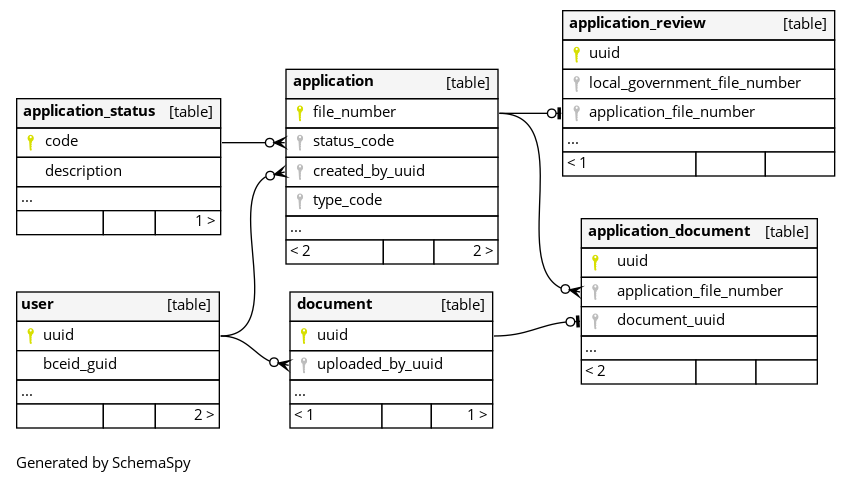 application_status [table]
code
description
...
1 >
user [table]
uuid
bceid_guid
...
2 >
application [table]
file_number
status_code
created_by_uuid
type_code
...
< 2 2 >
document [table]
uuid
uploaded_by_uuid
...
< 1 1 >
application_review [table]
uuid
local_government_file_number
application_file_number
...
< 1
application_document [table]
uuid
application_file_number
document_uuid
...
< 2
Generated by SchemaSpy